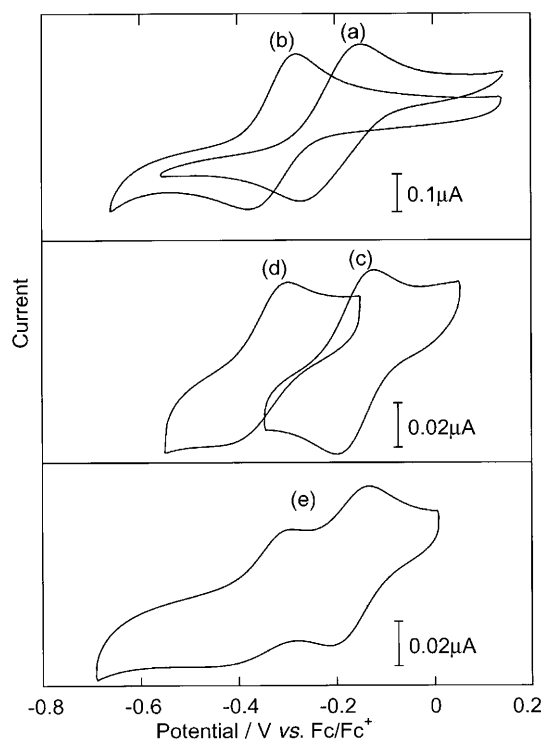 (b)
(a)
0.1μA
(d)
(c)
Current
0.02μA
(e)
0.02μA
-0.8
-0.6
-0.4
-0.2
0
0.2
Potential / V vs. Fc/Fc+